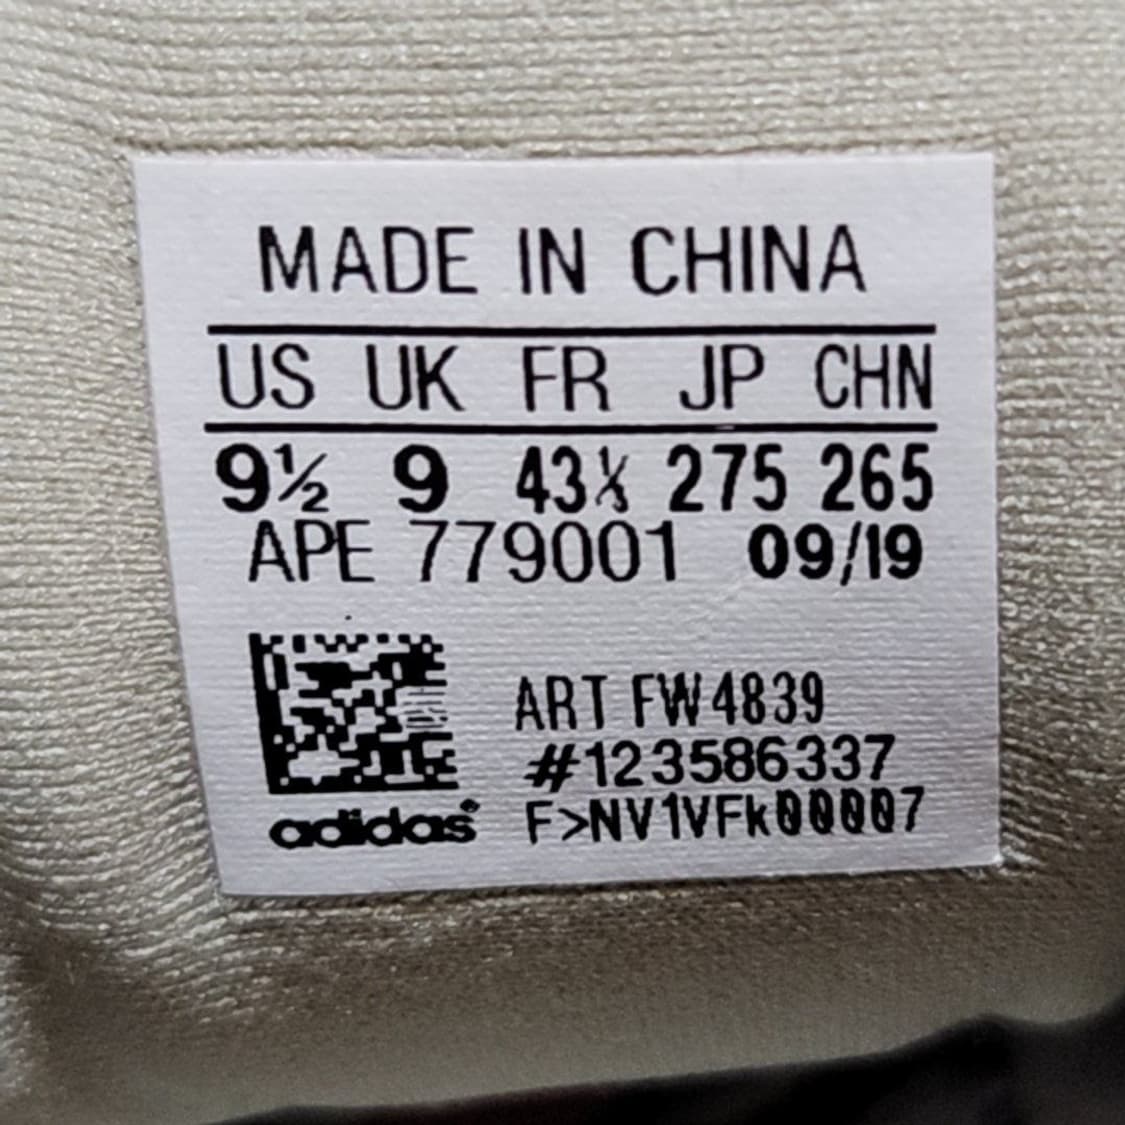 MADE IN CHINA
US UK FR JP CHN
9½ 9 43⅓ 275 265
APE 779001 09/19
ART FW4839
#123586337
adidas® F>NV1VFk00007